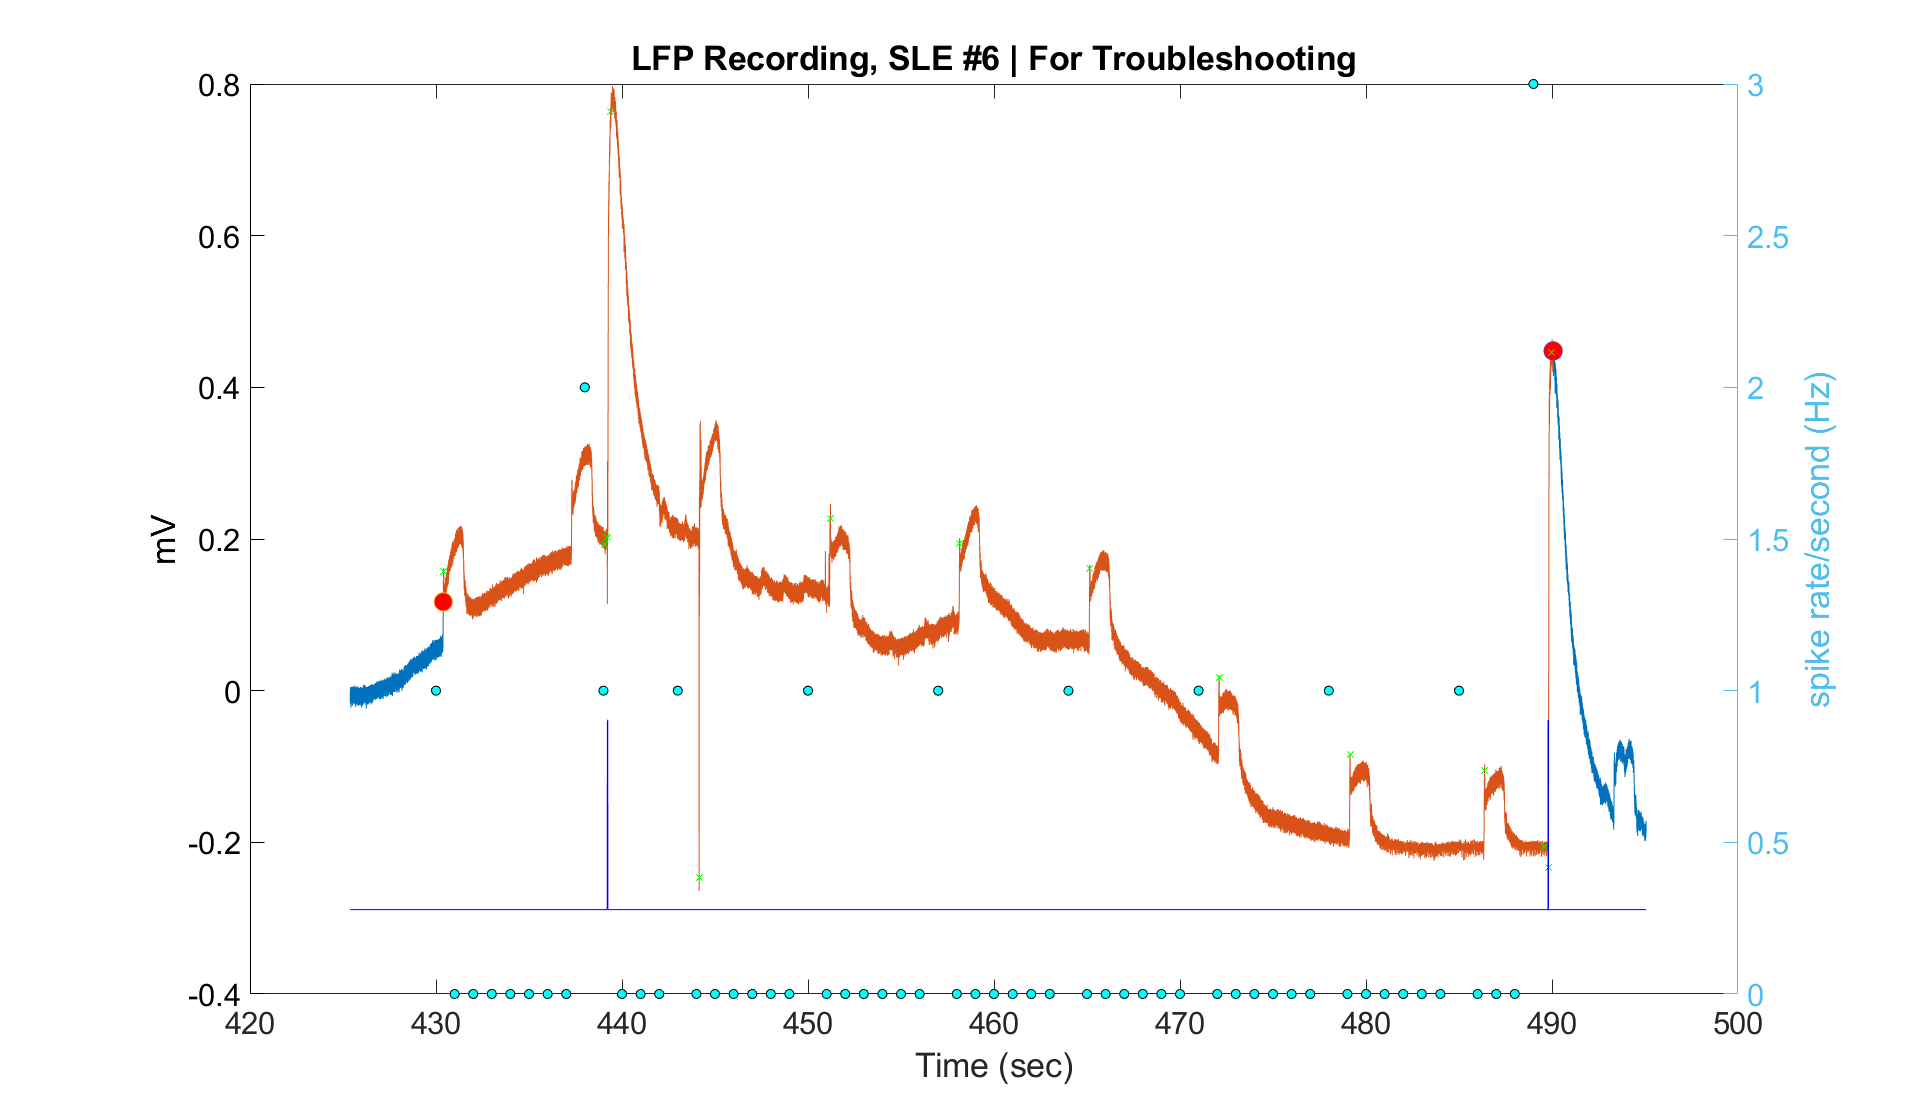 LFP Recording, SLE #6 | For Troubleshooting
0.8
0.6
0.4
0.2
0
-0.2
-0.4
mV
3
2.5
2
1.5
1
0.5
0
spike rate/second (Hz)
420 430 440 450 460 470 480 490 500
Time (sec)